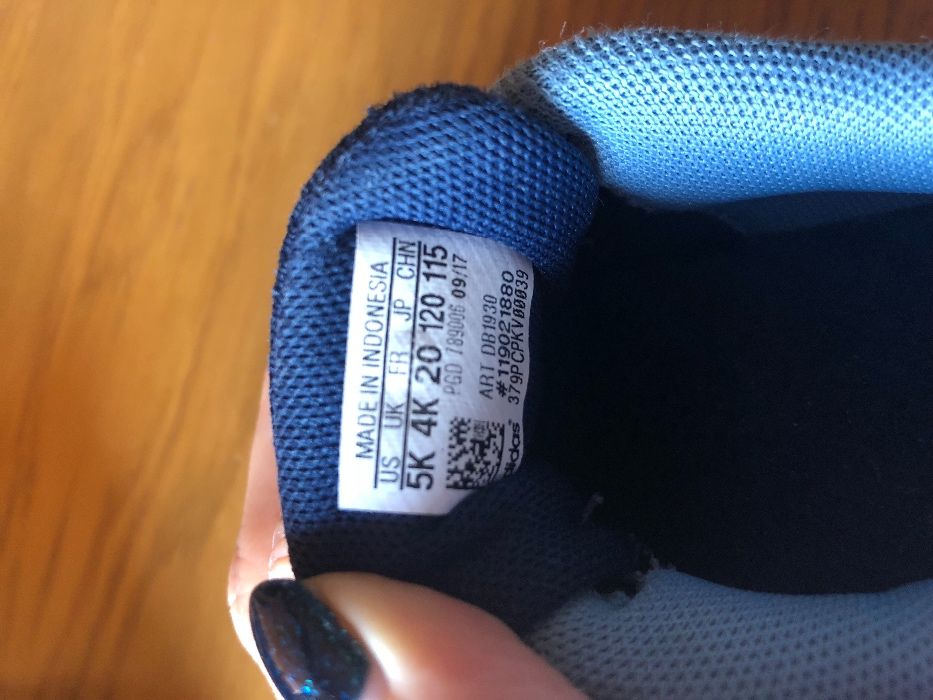 MADE IN INDONESIA
US UK FR JP CHN
5K 4K 20 120 115
PGD 789006 09/17
ART DB1930
#119021880
379PCPKV00039
adidas